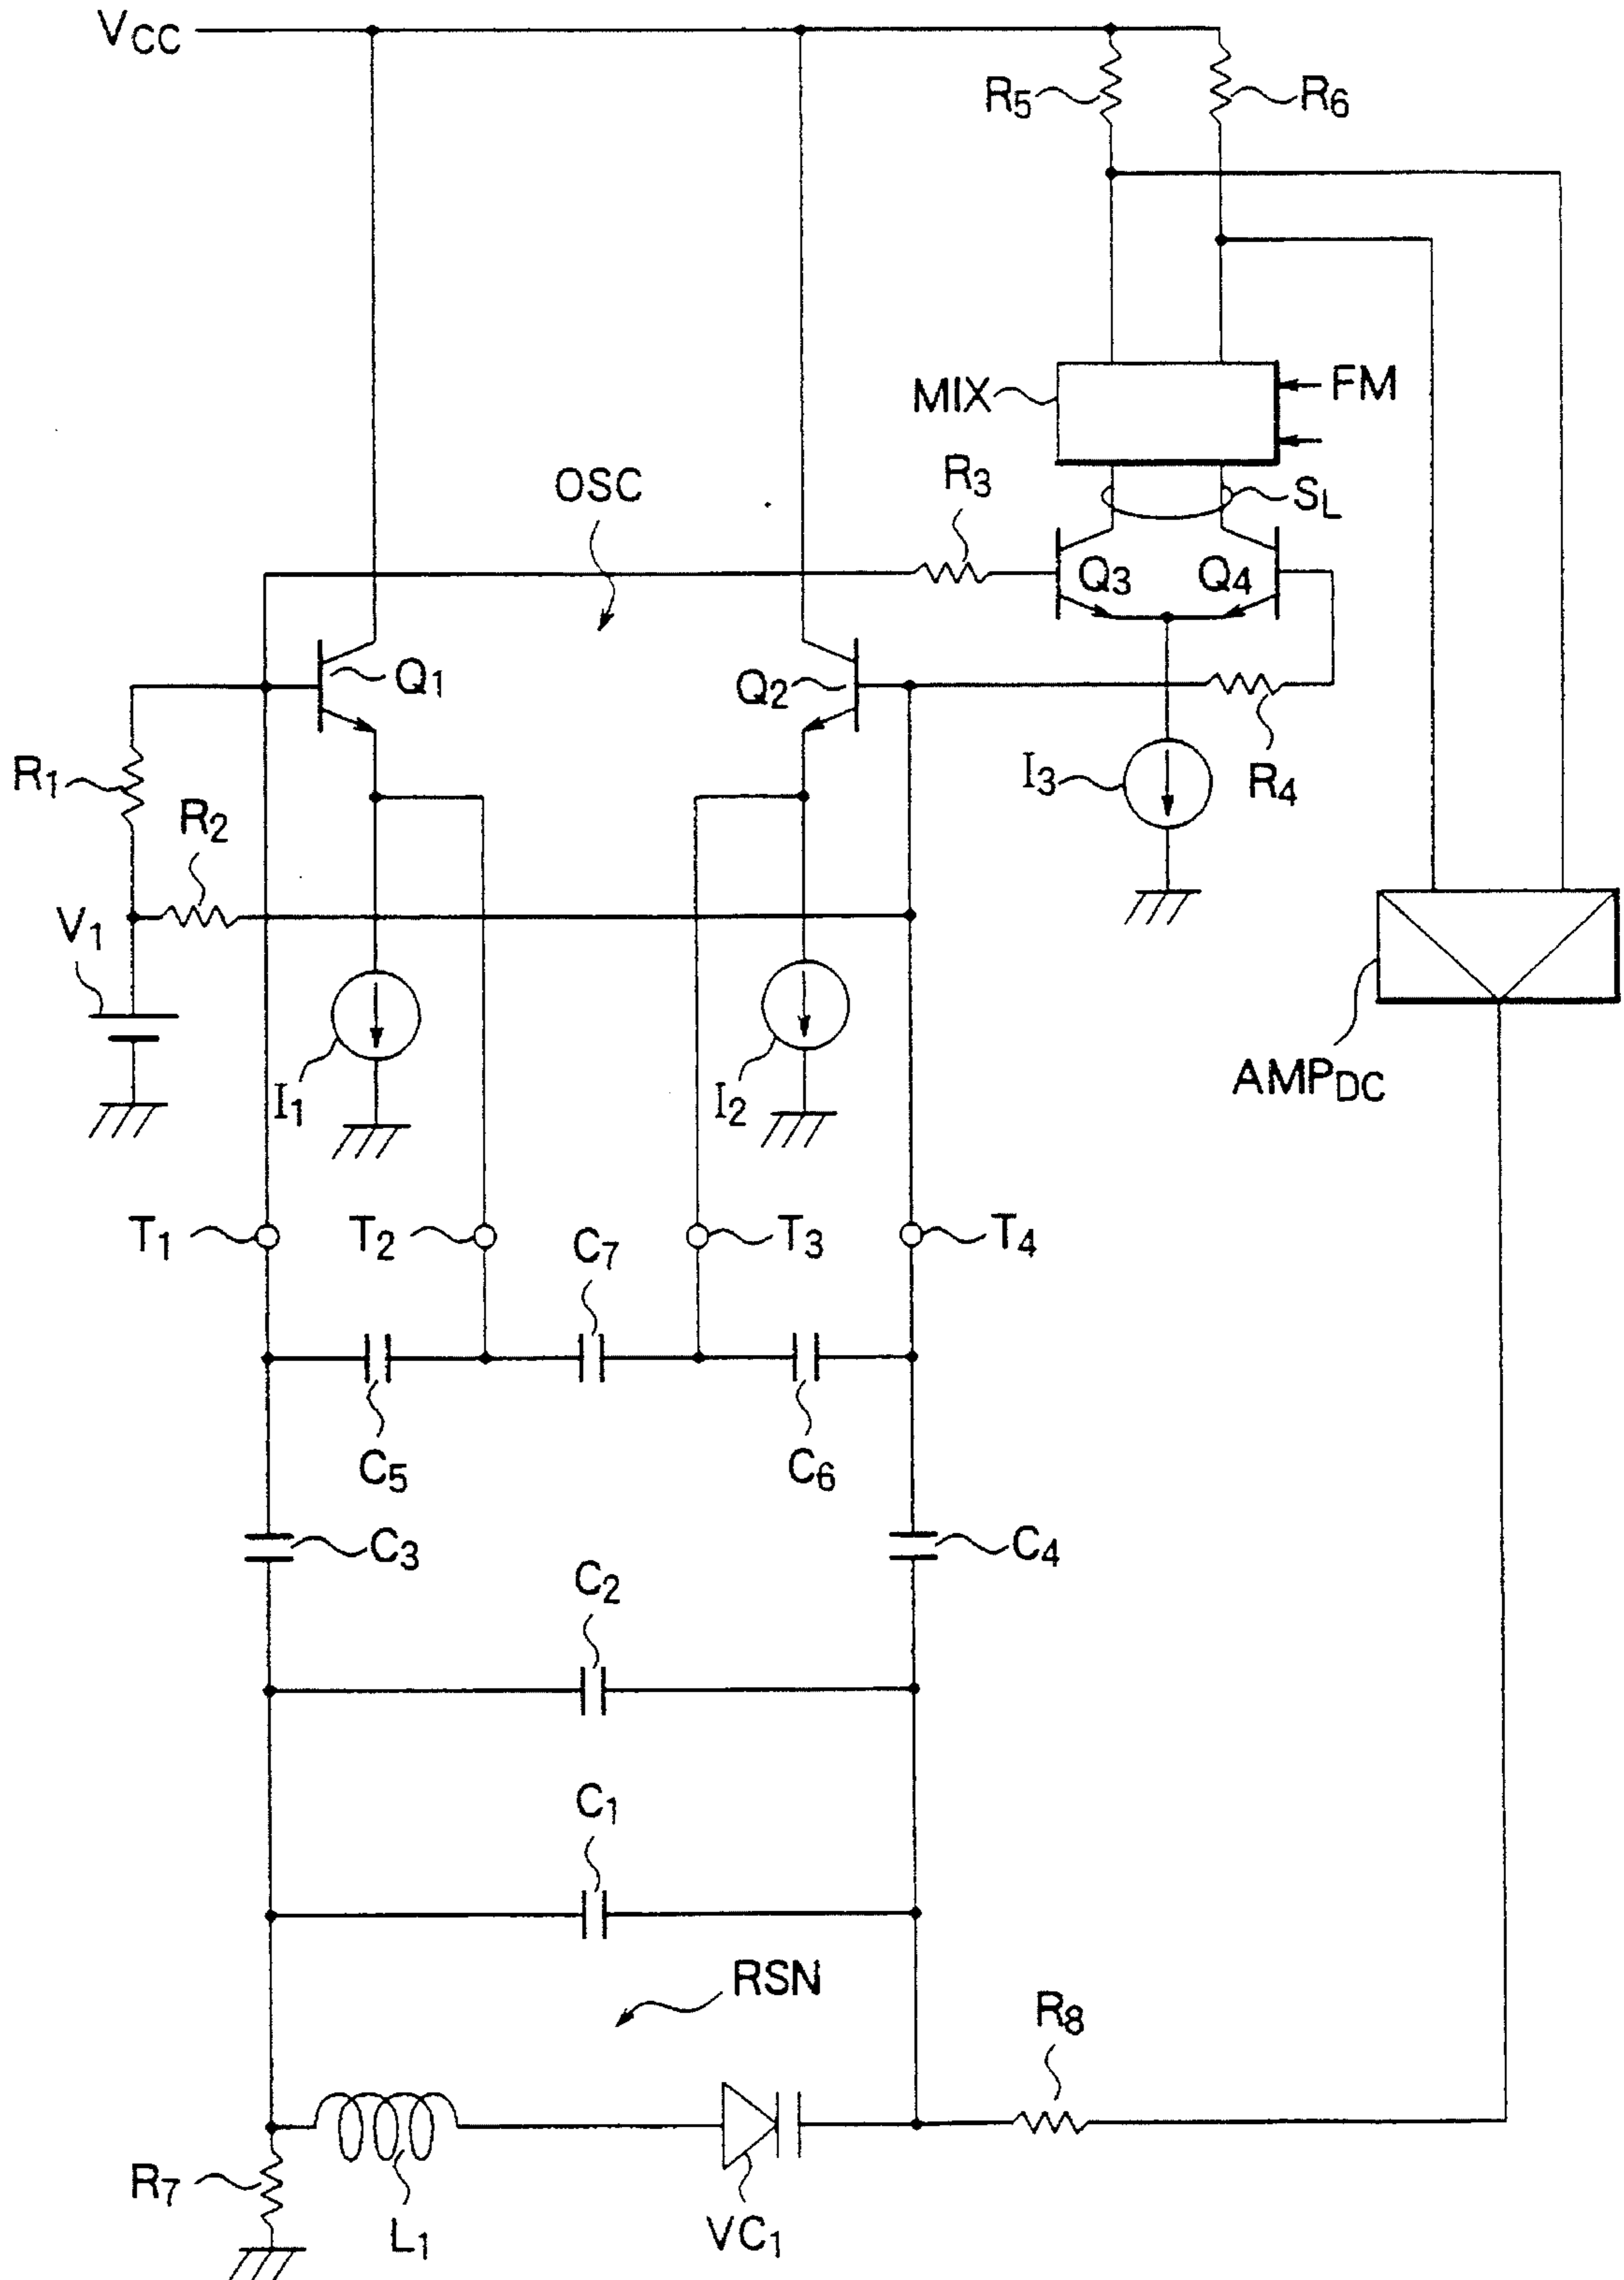 VCC
R5
R6
MIX
FM
OSC
R3
SL
Q3
Q4
Q1
Q2
R1
I3
R4
R2
V1
I1
I2
AMPDC
T1
T2
C7
T3
T4
C5
C6
C3
C4
C2
C1
RSN
R8
R7
L1
VC1